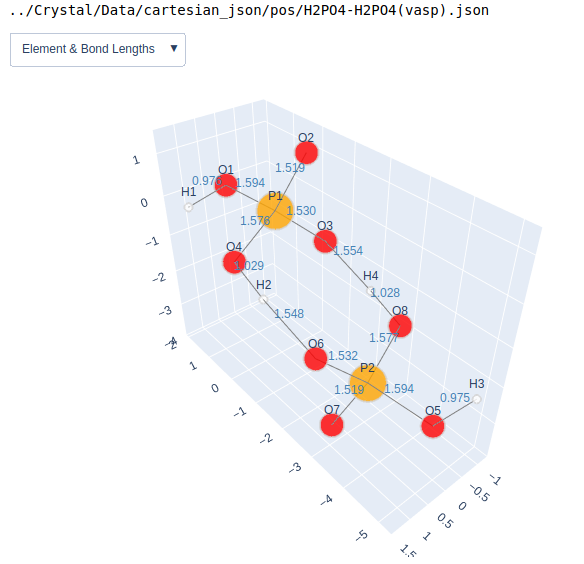 ../Crystal/Data/cartesian_json/pos/H2PO4-H2PO4(vasp).json
Element & Bond Lengths ▼
O2
1.519
O1
0.97
1.594
H1
P1
1.530
1.576
O3
1.554
O4
1.029
H4
1.028
H2
1.548
O8
1.577
O6
1.532
P2
1.519
1.594
H3
0.975
O7
O5
1
0
−1
−2
−3
−4
2
1
0
−1
−2
−3
−4
−5
−1
−0.5
0
0.5
1
1.5